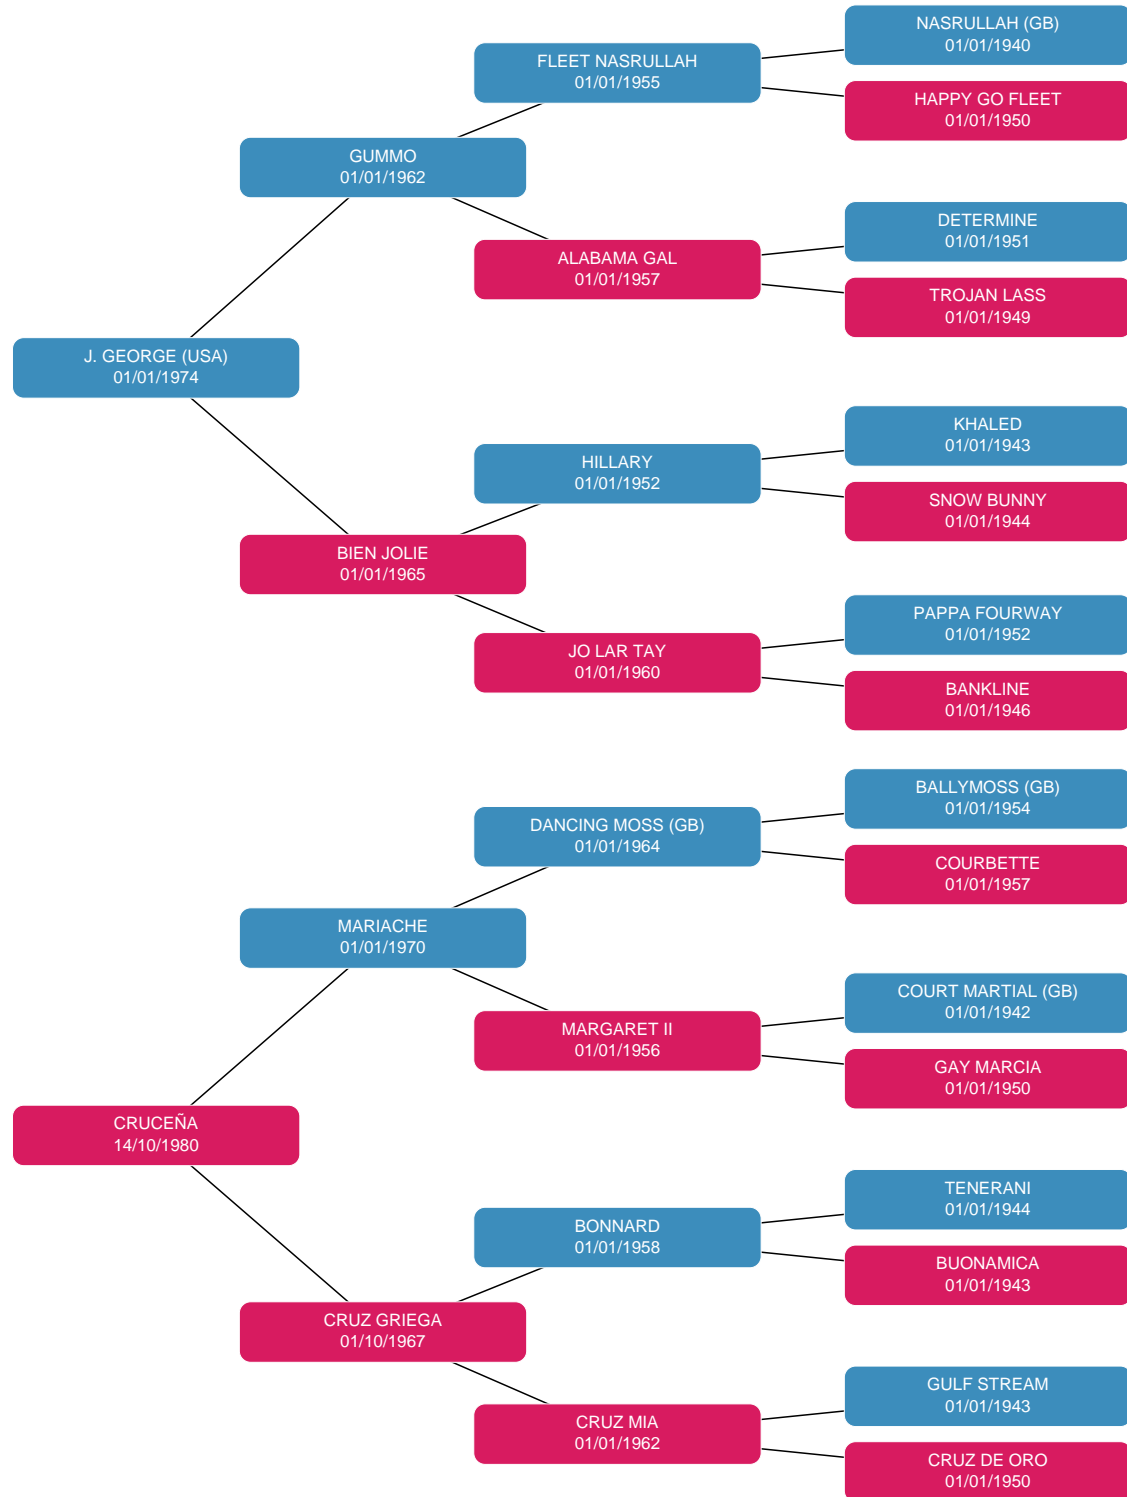 NASRULLAH (GB)
01/01/1940
FLEET NASRULLAH
01/01/1955
HAPPY GO FLEET
01/01/1950
GUMMO
01/01/1962
DETERMINE
01/01/1951
ALABAMA GAL
01/01/1957
TROJAN LASS
01/01/1949
J. GEORGE (USA)
01/01/1974
KHALED
01/01/1943
HILLARY
01/01/1952
SNOW BUNNY
01/01/1944
BIEN JOLIE
01/01/1965
PAPPA FOURWAY
01/01/1952
JO LAR TAY
01/01/1960
BANKLINE
01/01/1946
BALLYMOSS (GB)
01/01/1954
DANCING MOSS (GB)
01/01/1964
COURBETTE
01/01/1957
MARIACHE
01/01/1970
COURT MARTIAL (GB)
01/01/1942
MARGARET II
01/01/1956
GAY MARCIA
01/01/1950
CRUCEÑA
14/10/1980
TENERANI
01/01/1944
BONNARD
01/01/1958
BUONAMICA
01/01/1943
CRUZ GRIEGA
01/10/1967
GULF STREAM
01/01/1943
CRUZ MIA
01/01/1962
CRUZ DE ORO
01/01/1950